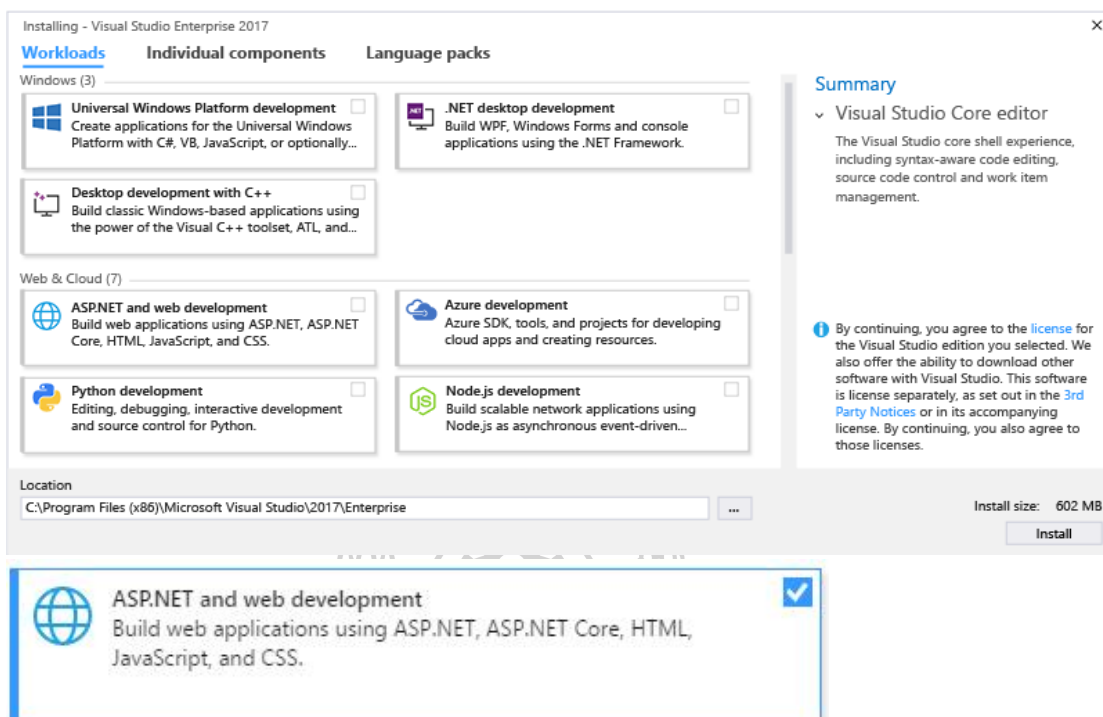 Installing - Visual Studio Enterprise 2017
Workloads Individual components Language packs
Windows (3)
Universal Windows Platform development
Create applications for the Universal Windows
Platform with C#, VB, JavaScript, or optionally...
.NET desktop development
Build WPF, Windows Forms and console
applications using the .NET Framework.
Desktop development with C++
Build classic Windows-based applications using
the power of the Visual C++ toolset, ATL, and...
Web & Cloud (7)
ASP.NET and web development
Build web applications using ASP.NET, ASP.NET
Core, HTML, JavaScript, and CSS.
Azure development
Azure SDK, tools, and projects for developing
cloud apps and creating resources.
Python development
Editing, debugging, interactive development
and source control for Python.
Node.js development
Build scalable network applications using
Node.js as asynchronous event-driven...
Summary
Visual Studio Core editor
The Visual Studio core shell experience,
including syntax-aware code editing,
source code control and work item
management.
By continuing, you agree to the license for
the Visual Studio edition you selected. We
also offer the ability to download other
software with Visual Studio. This software
is license separately, as set out in the 3rd
Party Notices or in its accompanying
license. By continuing, you also agree to
those licenses.
Location
C:\Program Files (x86)\Microsoft Visual Studio\2017\Enterprise
...
Install size: 602 MB
Install
ASP.NET and web development
Build web applications using ASP.NET, ASP.NET Core, HTML,
JavaScript, and CSS.